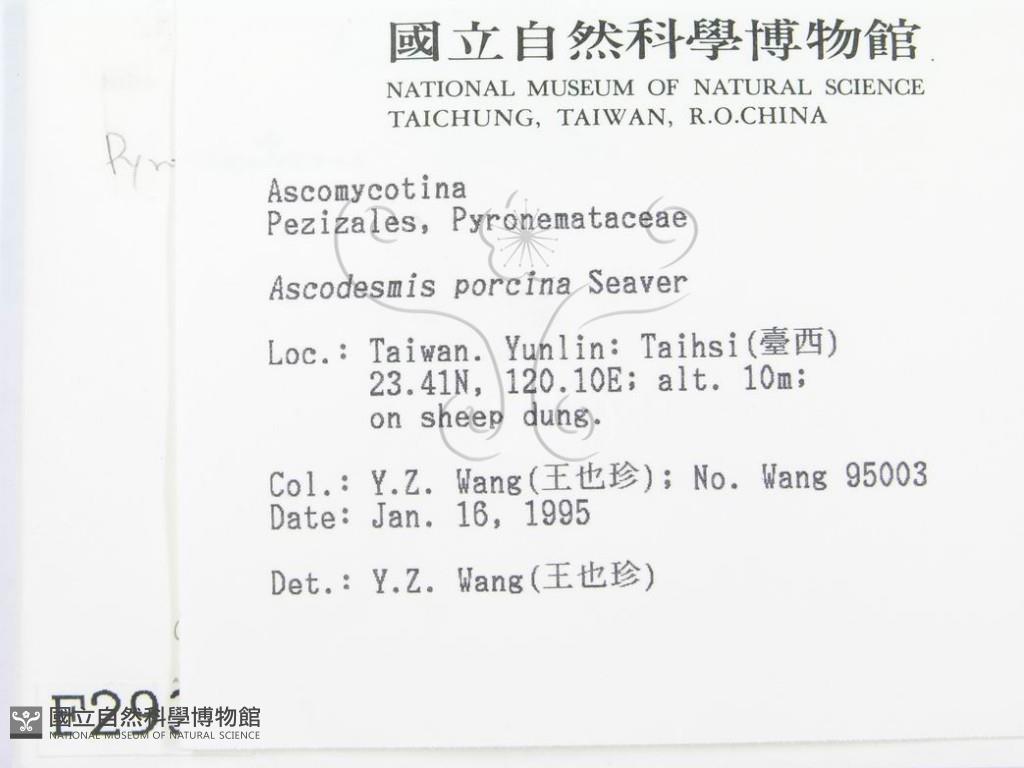 國立自然科學博物館
NATIONAL MUSEUM OF NATURAL SCIENCE
TAICHUNG, TAIWAN, R.O.CHINA
Ascomycotina
Pezizales, Pyronemataceae
Ascodesmis porcina Seaver
Loc.: Taiwan. Yunlin: Taihsi(臺西)
23.41N, 120.10E; alt. 10m;
on sheep dung.
Col.: Y.Z. Wang(王也珍); No. Wang 95003
Date: Jan. 16, 1995
Det.: Y.Z. Wang(王也珍)
Pyr
F29
國立自然科學博物館
NATIONAL MUSEUM OF NATURAL SCIENCE